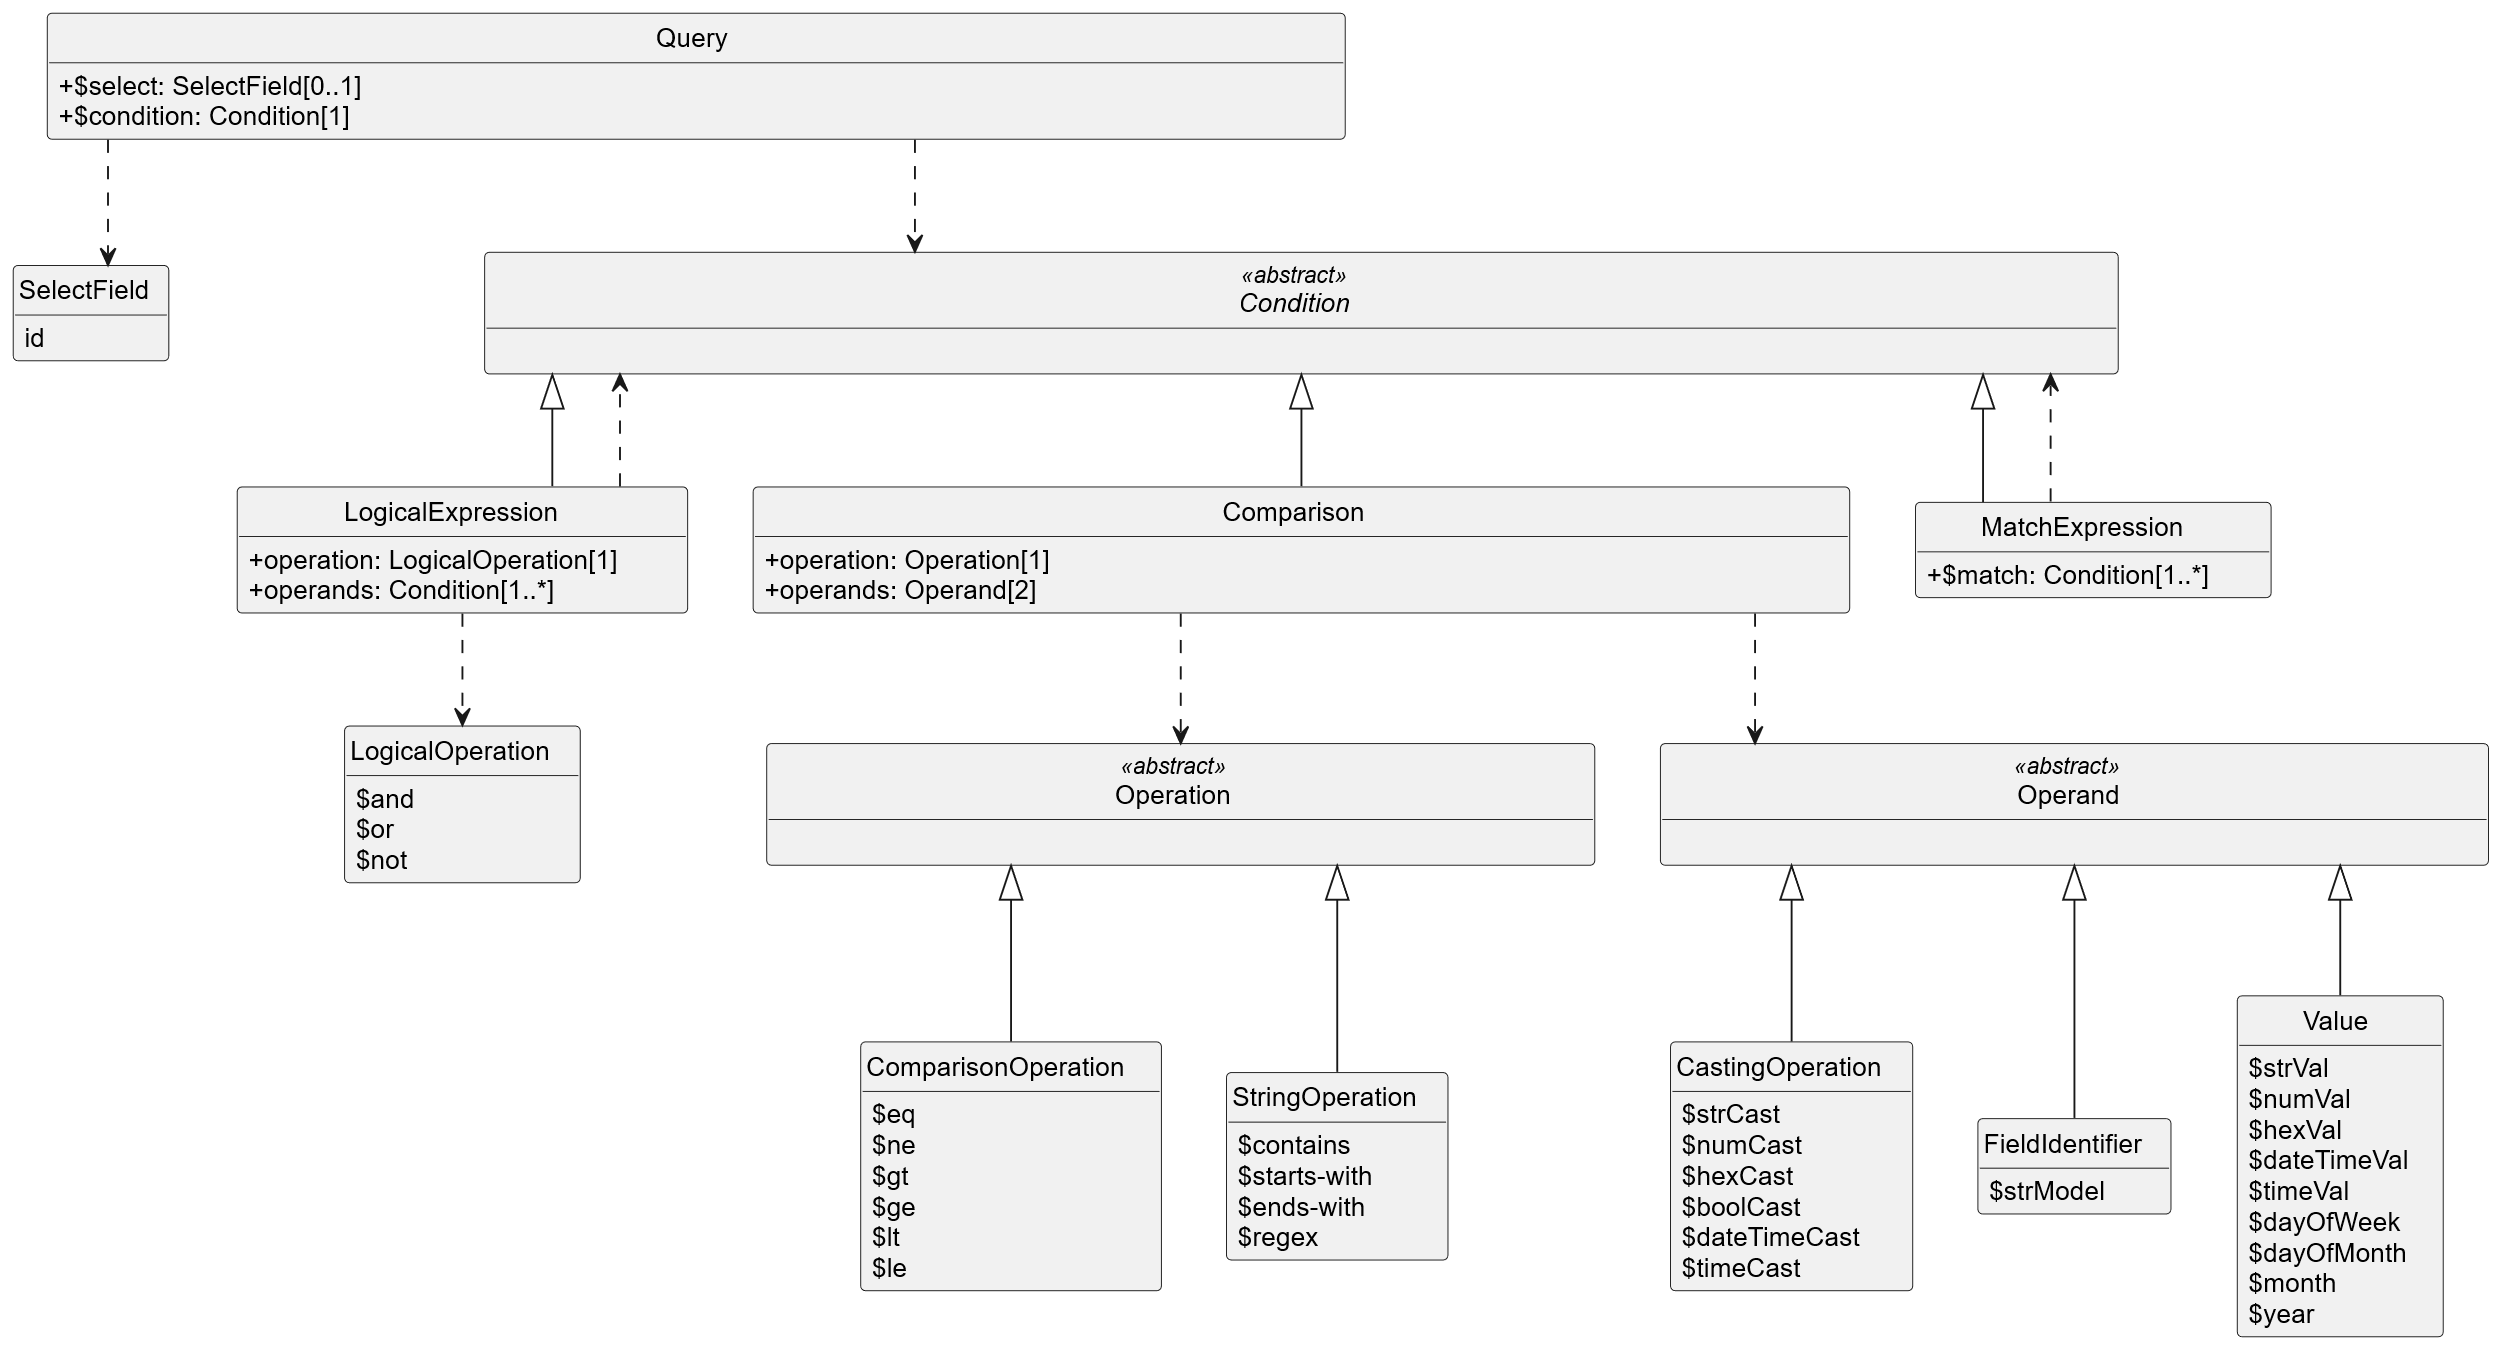 Query
+$select: SelectField[0..1]
+$condition: Condition[1]
SelectField
id
«abstract»
Condition
LogicalExpression
+operation: LogicalOperation[1]
+operands: Condition[1..*]
Comparison
+operation: Operation[1]
+operands: Operand[2]
MatchExpression
+$match: Condition[1..*]
LogicalOperation
$and
$or
$not
«abstract»
Operation
«abstract»
Operand
ComparisonOperation
$eq
$ne
$gt
$ge
$lt
$le
StringOperation
$contains
$starts-with
$ends-with
$regex
CastingOperation
$strCast
$numCast
$hexCast
$boolCast
$dateTimeCast
$timeCast
FieldIdentifier
$strModel
Value
$strVal
$numVal
$hexVal
$dateTimeVal
$timeVal
$dayOfWeek
$dayOfMonth
$month
$year